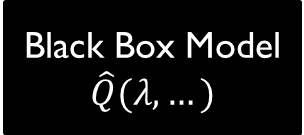 Black Box Model
Q̂(λ, …)